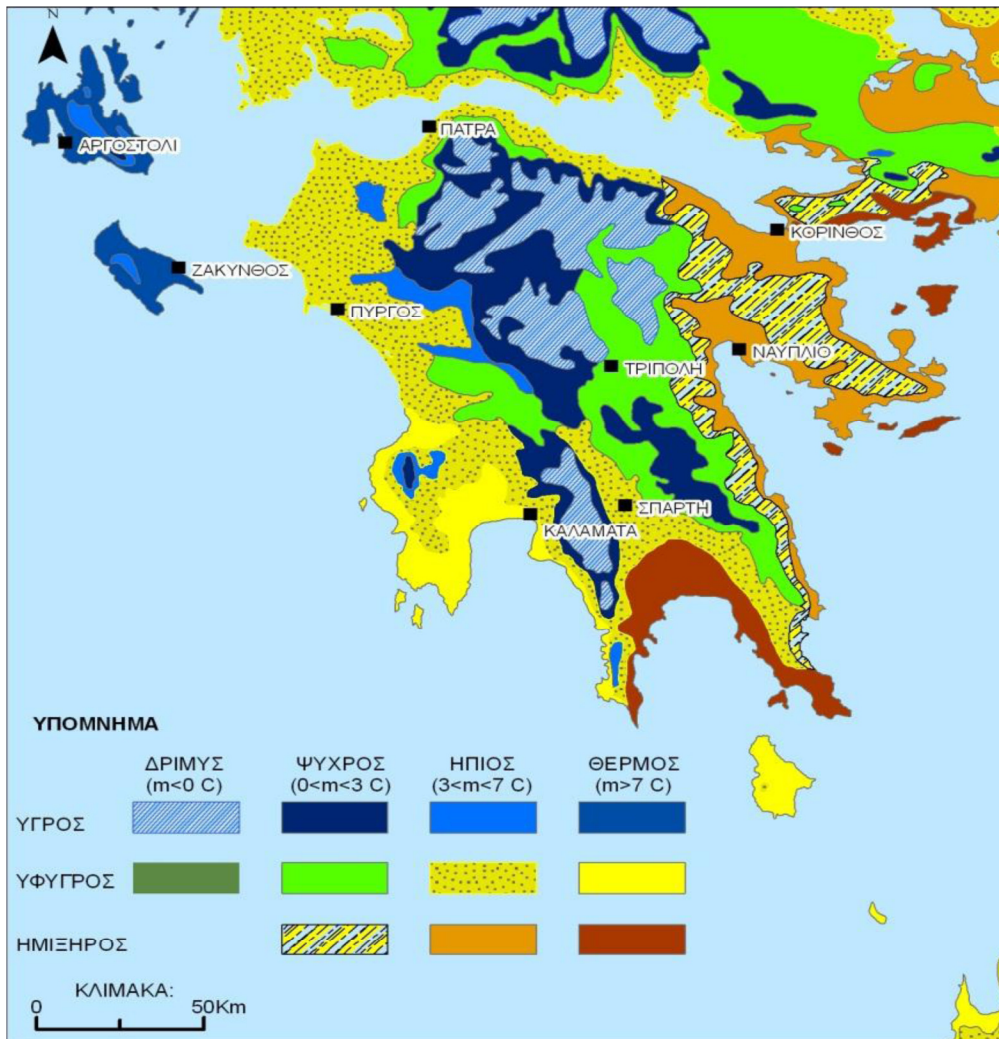 N
ΠΑΤΡΑ
ΑΡΓΟΣΤΟΛΙ
ΚΟΡΙΝΘΟΣ
ΖΑΚΥΝΘΟΣ
ΠΥΡΓΟΣ
ΝΑΥΠΛΙΟ
ΤΡΙΠΟΛΗ
ΣΠΑΡΤΗ
ΚΑΛΑΜΑΤΑ
ΥΠΟΜΝΗΜΑ
ΔΡΙΜΥΣ ΨΥΧΡΟΣ ΗΠΙΟΣ ΘΕΡΜΟΣ
(m<0 C) (0<m<3 C) (3<m<7 C) (m>7 C)
ΥΓΡΟΣ
ΥΦΥΓΡΟΣ
ΗΜΙΞΗΡΟΣ
ΚΛΙΜΑΚΑ:
0 50Km